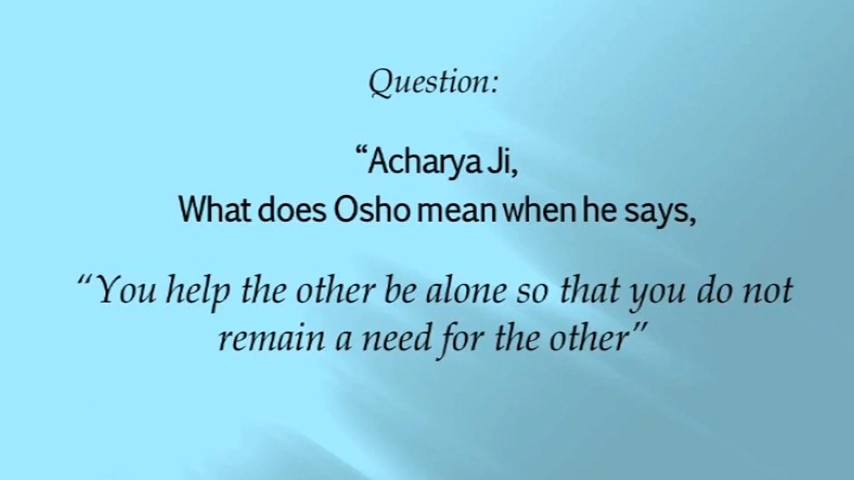 Question:
“Acharya Ji,
What does Osho mean when he says,
“You help the other be alone so that you do not
remain a need for the other”